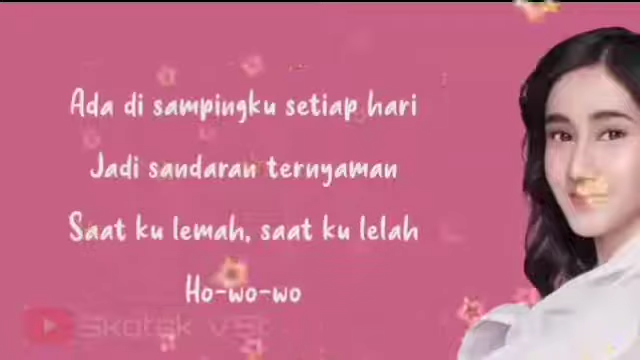 Ada di sampingku setiap hari
Jadi sandaran ternyaman
Saat ku lemah, saat ku lelah
Ho-wo-wo